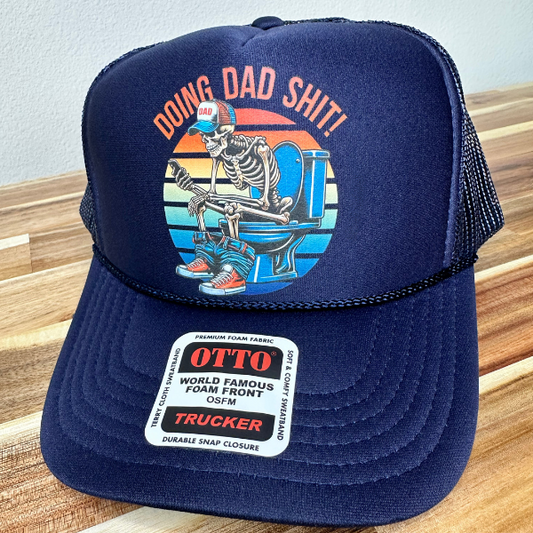 DOING DAD SHIT!
DAD
PREMIUM FOAM FABRIC
TERRY CLOTH SWEATBAND
OTTO®
WORLD FAMOUS
FOAM FRONT
OSFM
TRUCKER
SOFT & COMFY SWEATBAND
DURABLE SNAP CLOSURE